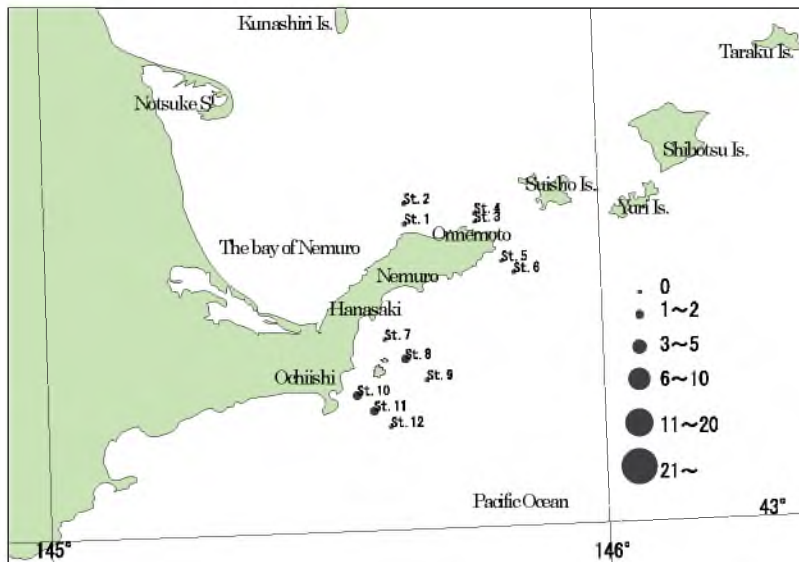 Kunashiri Is.
Taraku Is.
Notsuke St
Shibotsu Is.
Suisho Is.
St. 2
St. 4
St. 1
St. 3
Yuri Is.
Onnemoto
The bay of Nemuro
St. 5
St. 6
Nemuro
0
Hanasaki
1～2
St. 7
3～5
St. 8
Ochiishi
St. 9
6～10
St. 10
St. 11
11～20
St. 12
21～
Pacific Ocean
43°
145°
146°